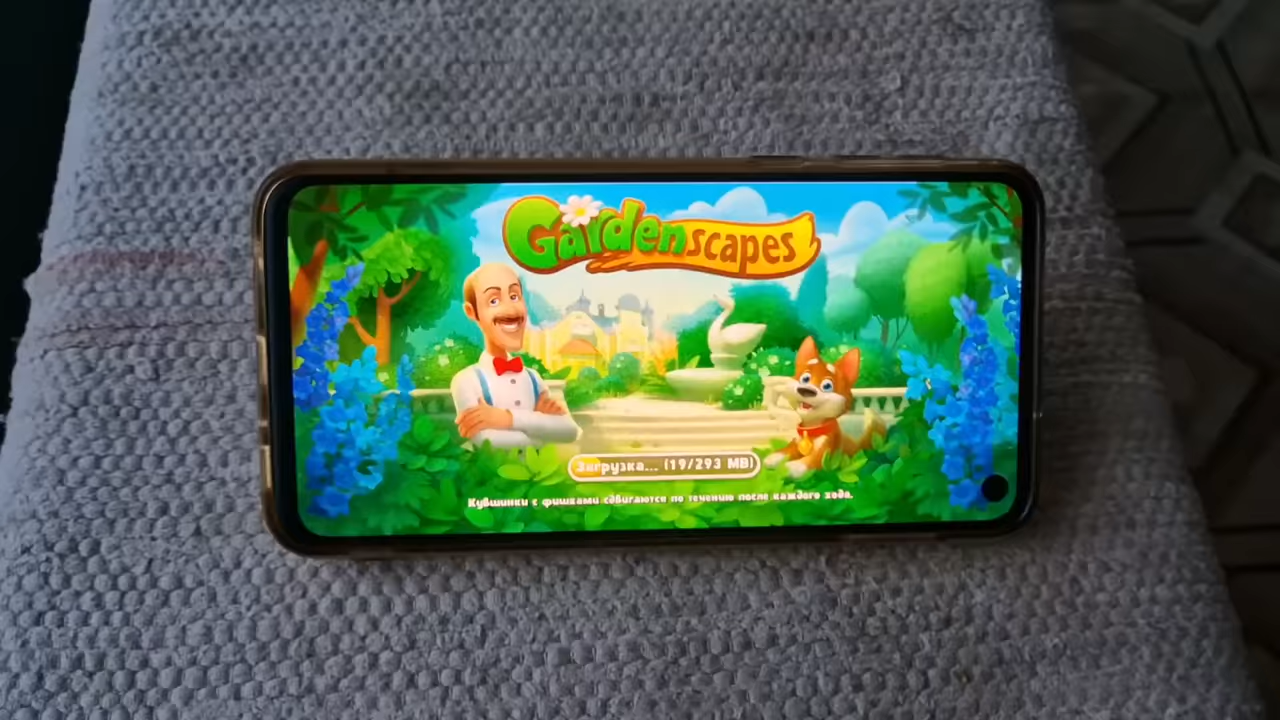 Gardenscapes
Загрузка... (19/293 MB)
Кувшинки с фишками сдвигаются по течению после каждого хода.